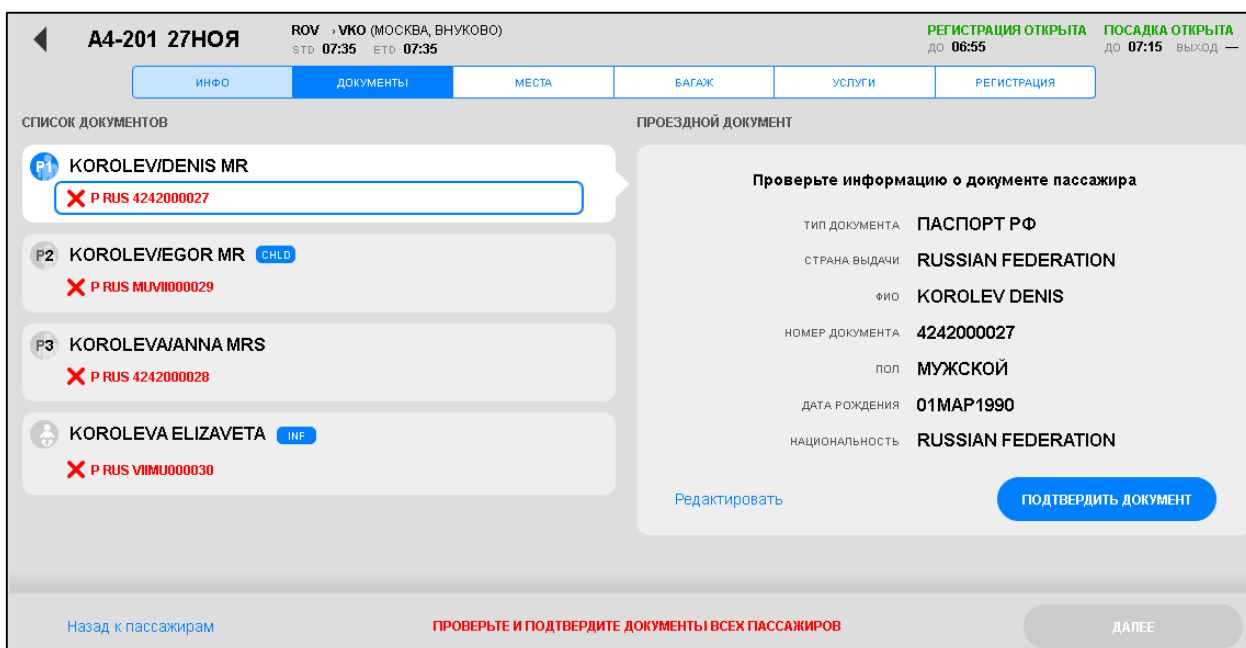 А4-201 27НОЯ
ROV → VKO (МОСКВА, ВНУКОВО)
STD 07:35 ETD 07:35
РЕГИСТРАЦИЯ ОТКРЫТА
ДО 06:55
ПОСАДКА ОТКРЫТА
ДО 07:15 ВЫХОД —
ИНФО
ДОКУМЕНТЫ
МЕСТА
БАГАЖ
УСЛУГИ
РЕГИСТРАЦИЯ
СПИСОК ДОКУМЕНТОВ
P1 KOROLEV/DENIS MR
P RUS 4242000027
P2 KOROLEV/EGOR MR CHLD
P RUS MUVII000029
P3 KOROLEVA/ANNA MRS
P RUS 4242000028
KOROLEVA ELIZAVETA INF
P RUS VIIMU000030
ПРОЕЗДНОЙ ДОКУМЕНТ
Проверьте информацию о документе пассажира
ТИП ДОКУМЕНТА ПАСПОРТ РФ
СТРАНА ВЫДАЧИ RUSSIAN FEDERATION
ФИО KOROLEV DENIS
НОМЕР ДОКУМЕНТА 4242000027
ПОЛ МУЖСКОЙ
ДАТА РОЖДЕНИЯ 01МАР1990
НАЦИОНАЛЬНОСТЬ RUSSIAN FEDERATION
Редактировать
ПОДТВЕРДИТЬ ДОКУМЕНТ
Назад к пассажирам
ПРОВЕРЬТЕ И ПОДТВЕРДИТЕ ДОКУМЕНТЫ ВСЕХ ПАССАЖИРОВ
ДАЛЕЕ